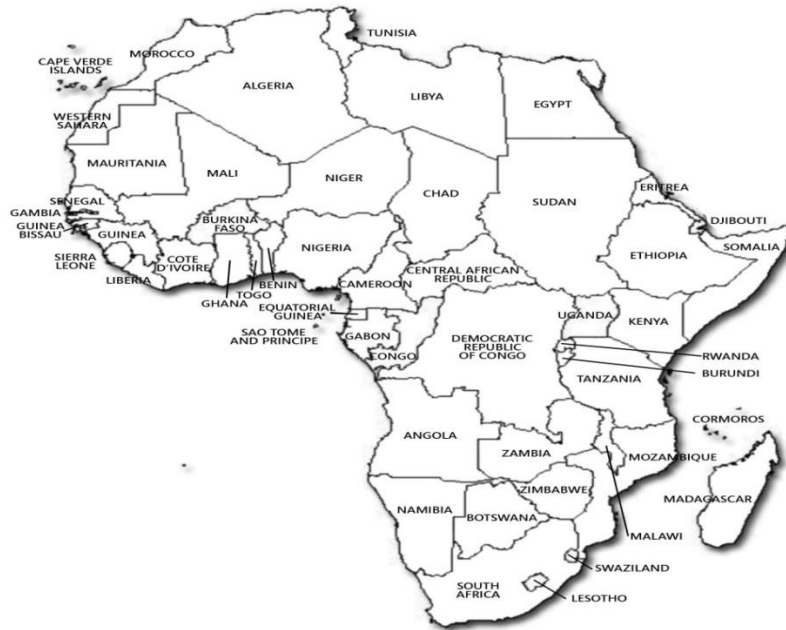 TUNISIA
MOROCCO
CAPE VERDE
ISLANDS
ALGERIA
LIBYA
EGYPT
WESTERN
SAHARA
MAURITANIA
MALI
NIGER
CHAD
SUDAN
ERITREA
SENEGAL
GAMBIA
GUINEA
BISSAU
GUINEA
BURKINA
FASO
NIGERIA
DJIBOUTI
SOMALIA
ETHIOPIA
SIERRA
LEONE
LIBERIA
COTE
D'IVOIRE
GHANA
TOGO
BENIN
CAMEROON
CENTRAL AFRICAN
REPUBLIC
EQUATORIAL
GUINEA
SAO TOME
AND PRINCIPE
GABON
CONGO
DEMOCRATIC
REPUBLIC
OF CONGO
UGANDA
KENYA
RWANDA
BURUNDI
TANZANIA
CORMOROS
ANGOLA
ZAMBIA
MOZAMBIQUE
MADAGASCAR
ZIMBABWE
NAMIBIA
BOTSWANA
MALAWI
SWAZILAND
SOUTH
AFRICA
LESOTHO